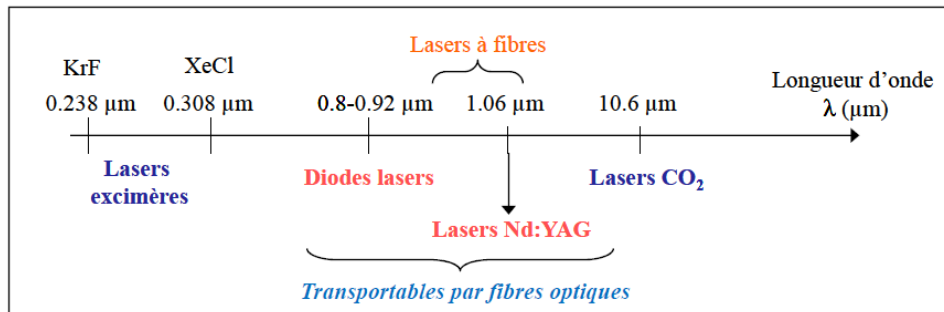 Lasers à fibres
KrF
XeCl
Longueur d'onde
0.238 µm
0.308 µm
0.8-0.92 µm
1.06 µm
10.6 µm
λ (µm)
Lasers
excimères
Diodes lasers
Lasers CO₂
Lasers Nd:YAG
Transportables par fibres optiques